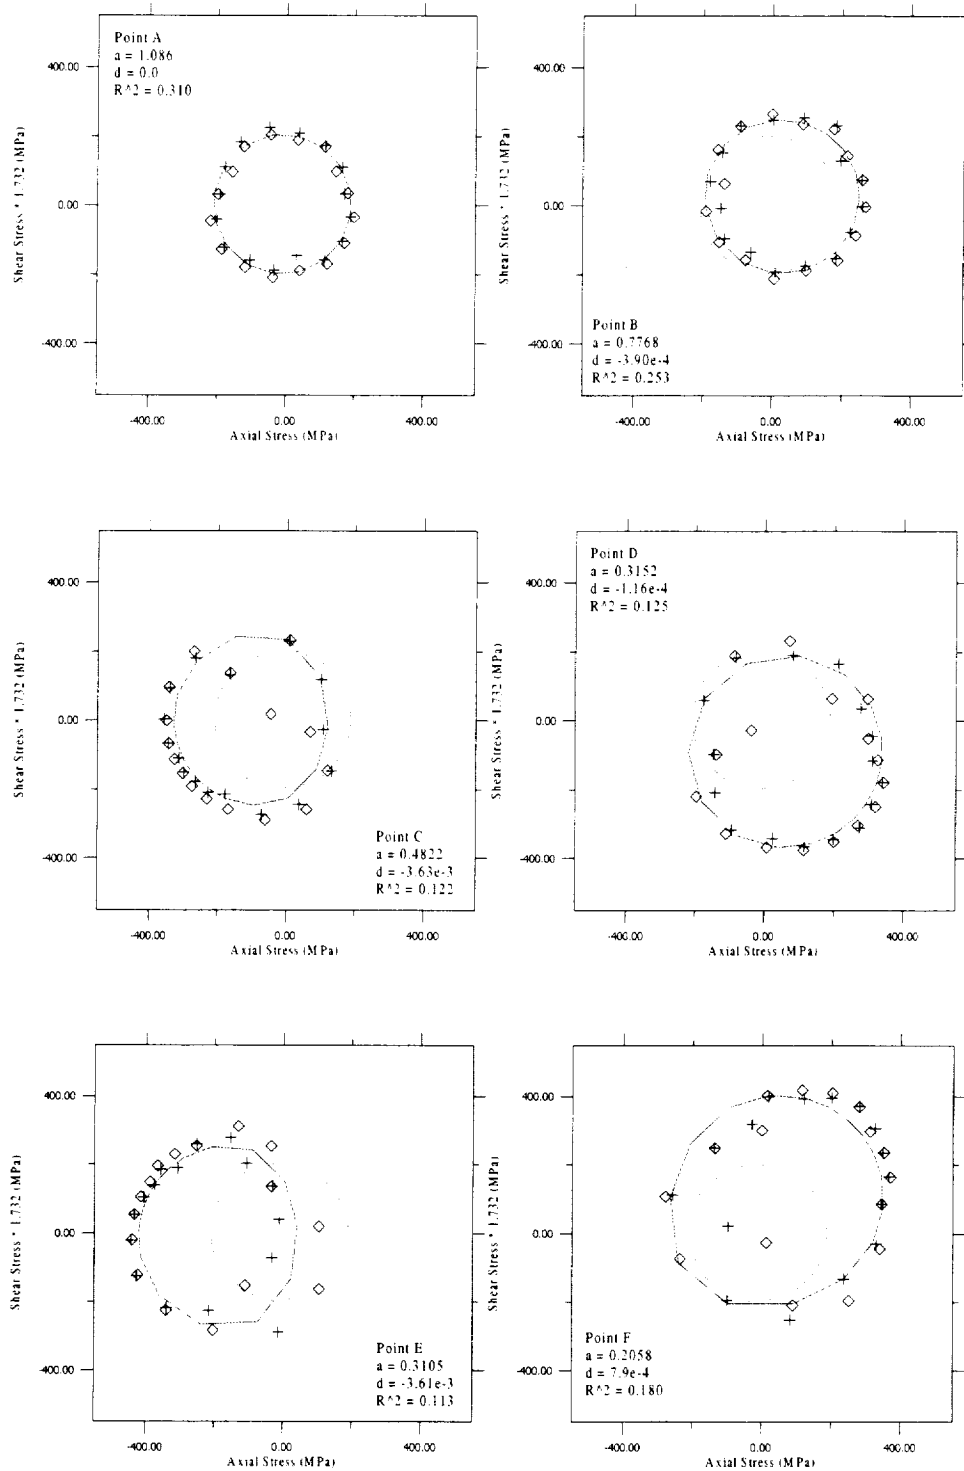 Point A
a = 1.086
d = 0.0
R^2 = 0.310
400.00
0.00
-400.00
-400.00
0.00
400.00
Axial Stress (MPa)
Shear Stress * 1.732 (MPa)
400.00
0.00
-400.00
Point B
a = 0.7768
d = -3.90e-4
R^2 = 0.253
-400.00
0.00
400.00
Axial Stress (MPa)
Shear Stress * 1.732 (MPa)
400.00
0.00
-400.00
Point C
a = 0.4822
d = -3.63e-3
R^2 = 0.122
-400.00
0.00
400.00
Axial Stress (MPa)
Shear Stress * 1.732 (MPa)
Point D
a = 0.3152
d = -1.16e-4
R^2 = 0.125
400.00
0.00
-400.00
-400.00
0.00
400.00
Axial Stress (MPa)
Shear Stress * 1.732 (MPa)
400.00
0.00
-400.00
Point E
a = 0.3105
d = -3.61e-3
R^2 = 0.113
-400.00
0.00
400.00
Axial Stress (MPa)
Shear Stress * 1.732 (MPa)
400.00
0.00
-400.00
Point F
a = 0.2058
d = 7.9e-4
R^2 = 0.180
-400.00
0.00
400.00
Axial Stress (MPa)
Shear Stress * 1.732 (MPa)